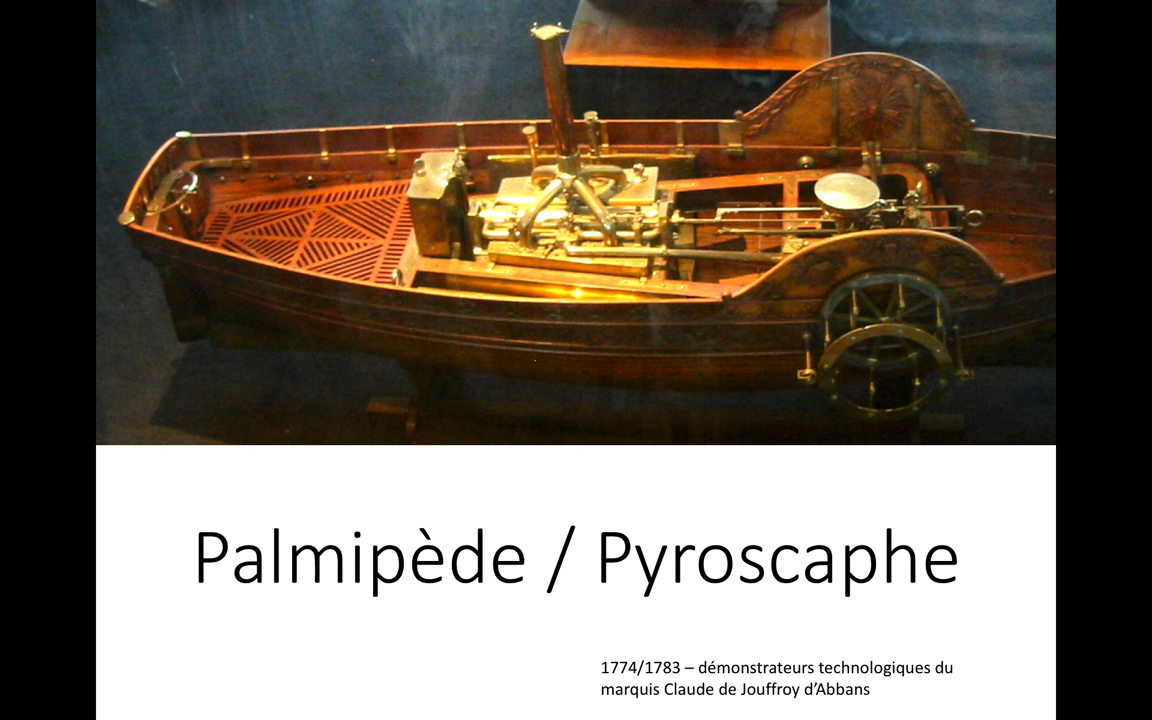 Palmipède / Pyroscaphe
1774/1783 – démonstrateurs technologiques du
marquis Claude de Jouffroy d’Abbans